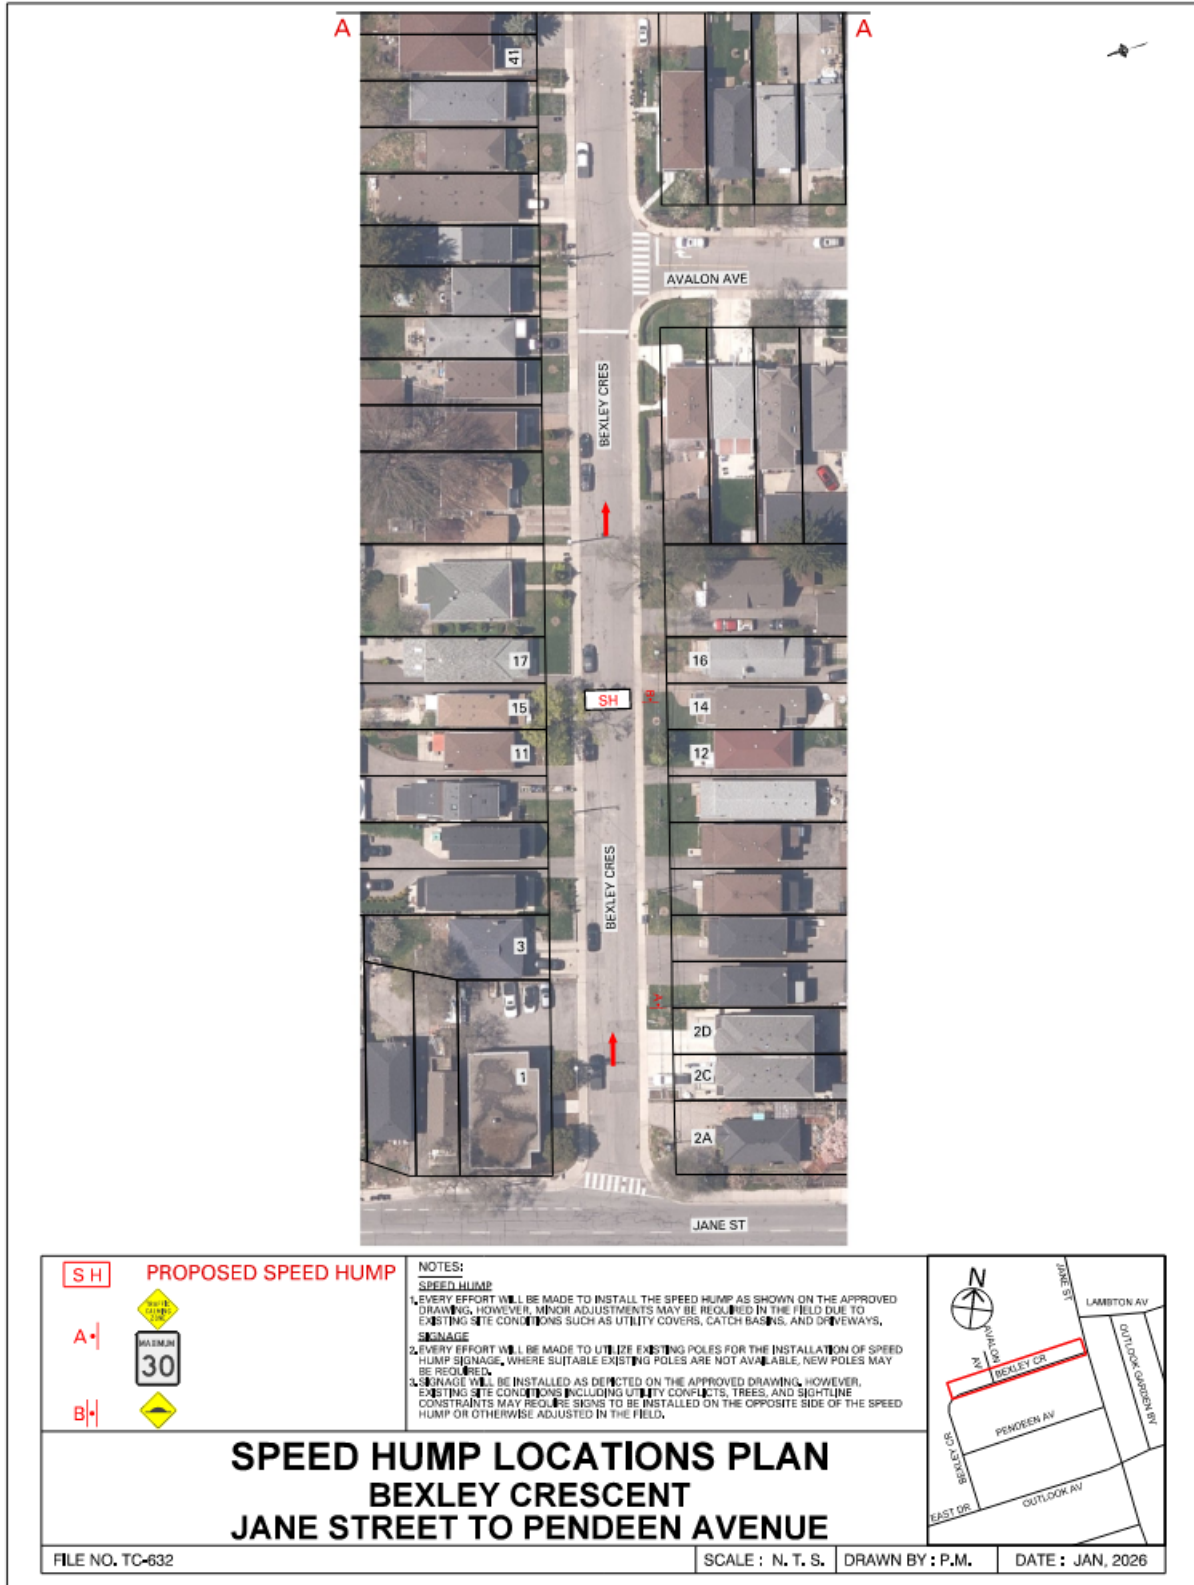 A A
41
AVALON AVE
BEXLEY CRES
17 16
SH B
15 14
11 12
BEXLEY CRES
3
2D
1 2C
2A
JANE ST
SH PROPOSED SPEED HUMP
TRAFFIC CALMING ZONE
A
MAXIMUM
30
B
NOTES:
SPEED HUMP
1. EVERY EFFORT WILL BE MADE TO INSTALL THE SPEED HUMP AS SHOWN ON THE APPROVED
DRAWING. HOWEVER, MINOR ADJUSTMENTS MAY BE REQUIRED IN THE FIELD DUE TO
EXISTING SITE CONDITIONS SUCH AS UTILITY COVERS, CATCH BASINS, AND DRIVEWAYS.
SIGNAGE
2. EVERY EFFORT WILL BE MADE TO UTILIZE EXISTING POLES FOR THE INSTALLATION OF SPEED
HUMP SIGNAGE. WHERE SUITABLE EXISTING POLES ARE NOT AVAILABLE, NEW POLES MAY
BE REQUIRED.
3. SIGNAGE WILL BE INSTALLED AS DEPICTED ON THE APPROVED DRAWING. HOWEVER,
EXISTING SITE CONDITIONS INCLUDING UTILITY CONFLICTS, TREES, AND SIGHTLINE
CONSTRAINTS MAY REQUIRE SIGNS TO BE INSTALLED ON THE OPPOSITE SIDE OF THE SPEED
HUMP OR OTHERWISE ADJUSTED IN THE FIELD.
N
JANE ST
LAMBTON AV
AVALON AV
BEXLEY CR
OUTLOOK GARDEN BV
PENDEEN AV
BEXLEY CR
OUTLOOK AV
EAST DR
SPEED HUMP LOCATIONS PLAN
BEXLEY CRESCENT
JANE STREET TO PENDEEN AVENUE
FILE NO. TC-632 SCALE : N. T. S. DRAWN BY : P.M. DATE : JAN, 2026